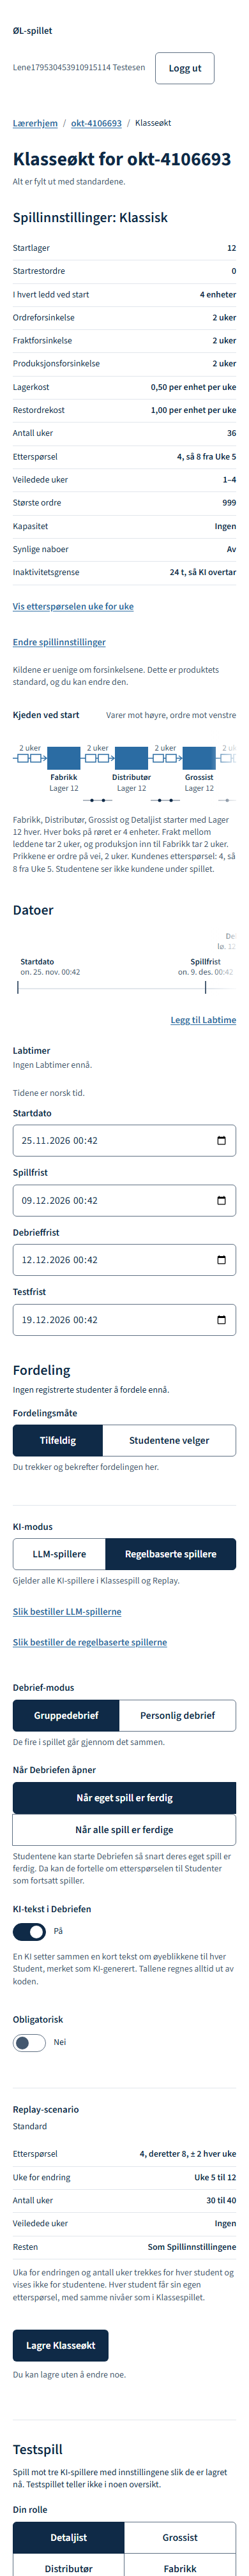 ØL-spillet
Lene179530453910915114 Testesen
Logg ut
Lærerhjem / okt-4106693 / Klasseøkt
Klasseøkt for okt-4106693
Alt er fylt ut med standardene.
Spillinnstillinger: Klassisk
Startlager 12
Startrestordre 0
I hvert ledd ved start 4 enheter
Ordreforsinkelse 2 uker
Fraktforsinkelse 2 uker
Produksjonsforsinkelse 2 uker
Lagerkost 0,50 per enhet per uke
Restordrekost 1,00 per enhet per uke
Antall uker 36
Etterspørsel 4, så 8 fra Uke 5
Veiledede uker 1–4
Største ordre 999
Kapasitet Ingen
Synlige naboer Av
Inaktivitetsgrense 24 t, så KI overtar
Vis etterspørselen uke for uke
Endre spillinnstillinger
Kildene er uenige om forsinkelsene. Dette er produktets
standard, og du kan endre den.
Kjeden ved start Varer mot høyre, ordre mot venstre
2 uker 2 uker 2 uker
Fabrikk Distributør Grossist
Lager 12 Lager 12 Lager 12
Fabrikk, Distributør, Grossist og Detaljist starter med Lager
12 hver. Hver boks på røret er 4 enheter. Frakt mellom
leddene tar 2 uker, og produksjon inn til Fabrikk tar 2 uker.
Prikkene er ordre på vei, 2 uker. Kundenes etterspørsel: 4, så
8 fra Uke 5. Studentene ser ikke kundene under spillet.
Datoer
De
lø. 12
Startdato Spillfrist
on. 25. nov. 00:42 on. 9. des. 00:42
Legg til Labtime
Labtimer
Ingen Labtimer ennå.
Tidene er norsk tid.
Startdato
25.11.2026 00:42
Spillfrist
09.12.2026 00:42
Debrieffrist
12.12.2026 00:42
Testfrist
19.12.2026 00:42
Fordeling
Ingen registrerte studenter å fordele ennå.
Fordelingsmåte
Tilfeldig Studentene velger
Du trekker og bekrefter fordelingen her.
KI-modus
LLM-spillere Regelbaserte spillere
Gjelder alle KI-spillere i Klassespill og Replay.
Slik bestiller LLM-spillerne
Slik bestiller de regelbaserte spillerne
Debrief-modus
Gruppedebrief Personlig debrief
De fire i spillet går gjennom det sammen.
Når Debriefen åpner
Når eget spill er ferdig
Når alle spill er ferdige
Studentene kan starte Debriefen så snart deres eget spill er
ferdig. Da kan de fortelle om etterspørselen til Studenter
som fortsatt spiller.
KI-tekst i Debriefen
På
En KI setter sammen en kort tekst om øyeblikkene til hver
Student, merket som KI-generert. Tallene regnes alltid ut av
koden.
Obligatorisk
Nei
Replay-scenario
Standard
Etterspørsel 4, deretter 8, ± 2 hver uke
Uke for endring Uke 5 til 12
Antall uker 30 til 40
Veiledede uker Ingen
Resten Som Spillinnstillingene
Uka for endringen og antall uker trekkes for hver student og
vises ikke for studentene. Hver student får sin egen
etterspørsel, med samme nivåer som i Klassespillet.
Lagre Klasseøkt
Du kan lagre uten å endre noe.
Testspill
Spill mot tre KI-spillere med innstillingene slik de er lagret
nå. Testspillet teller ikke i noen oversikt.
Din rolle
Detaljist Grossist
Distributør Fabrikk